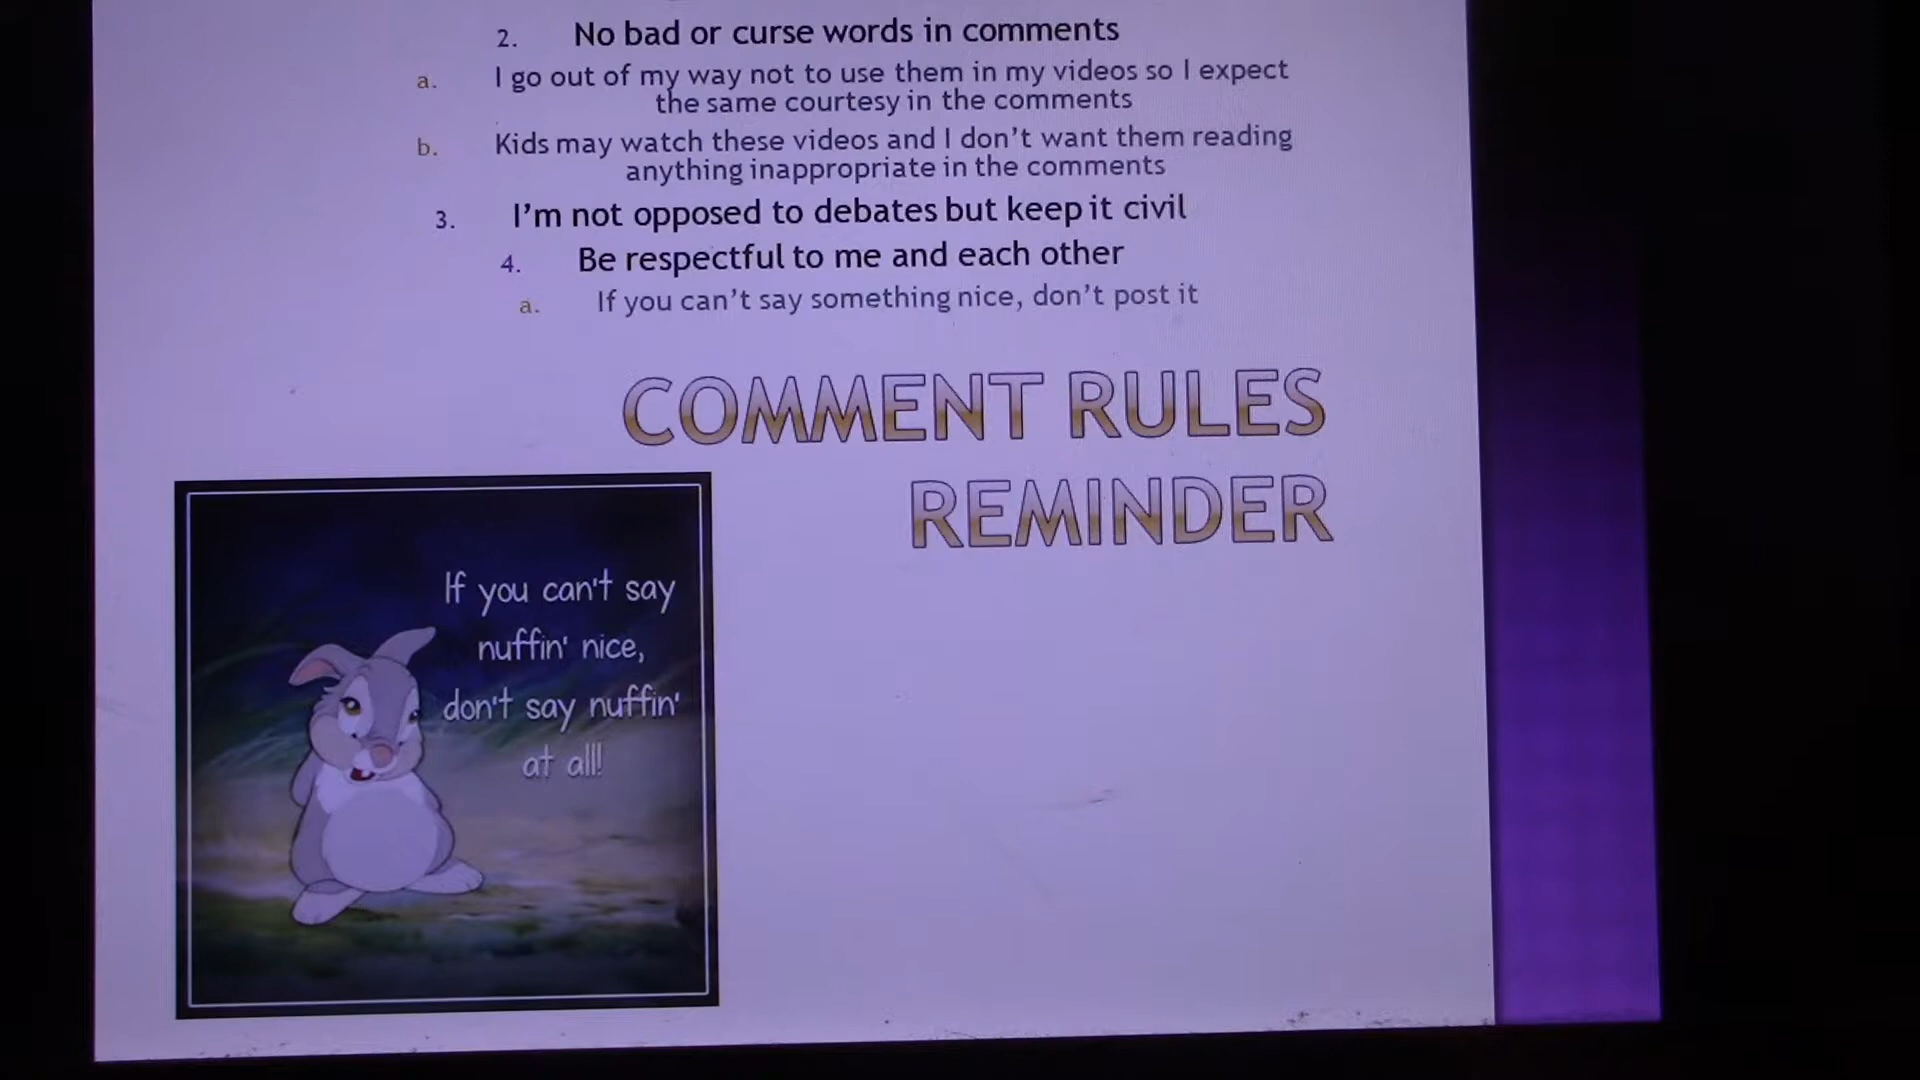 2. No bad or curse words in comments
a. I go out of my way not to use them in my videos so I expect
the same courtesy in the comments
b. Kids may watch these videos and I don't want them reading
anything inappropriate in the comments
3. I'm not opposed to debates but keep it civil
4. Be respectful to me and each other
a. If you can't say something nice, don't post it
COMMENT RULES
REMINDER
If you can't say
nuffin' nice,
don't say nuffin'
at all!